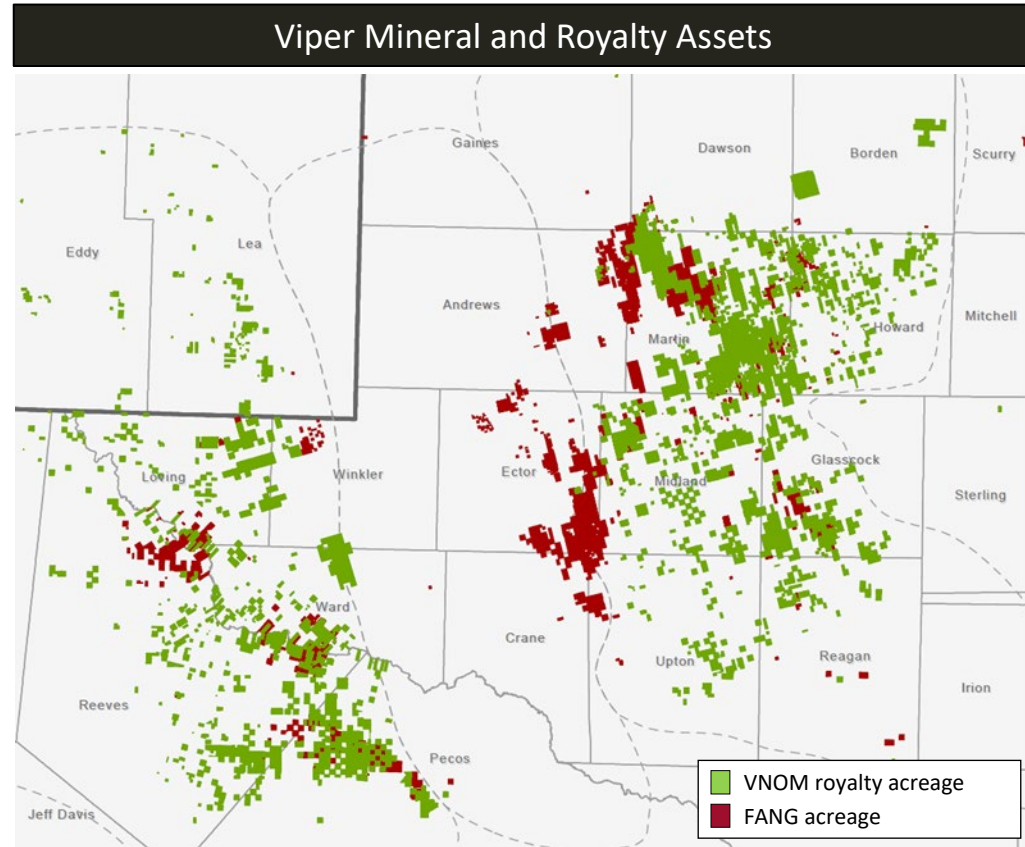 Viper Mineral and Royalty Assets
Gaines
Dawson
Borden
Scurry
Eddy
Lea
Andrews
Martin
Howard
Mitchell
Loving
Winkler
Ector
Midland
Glasscock
Sterling
Ward
Crane
Upton
Reagan
Irion
Reeves
Pecos
Jeff Davis
VNOM royalty acreage
FANG acreage